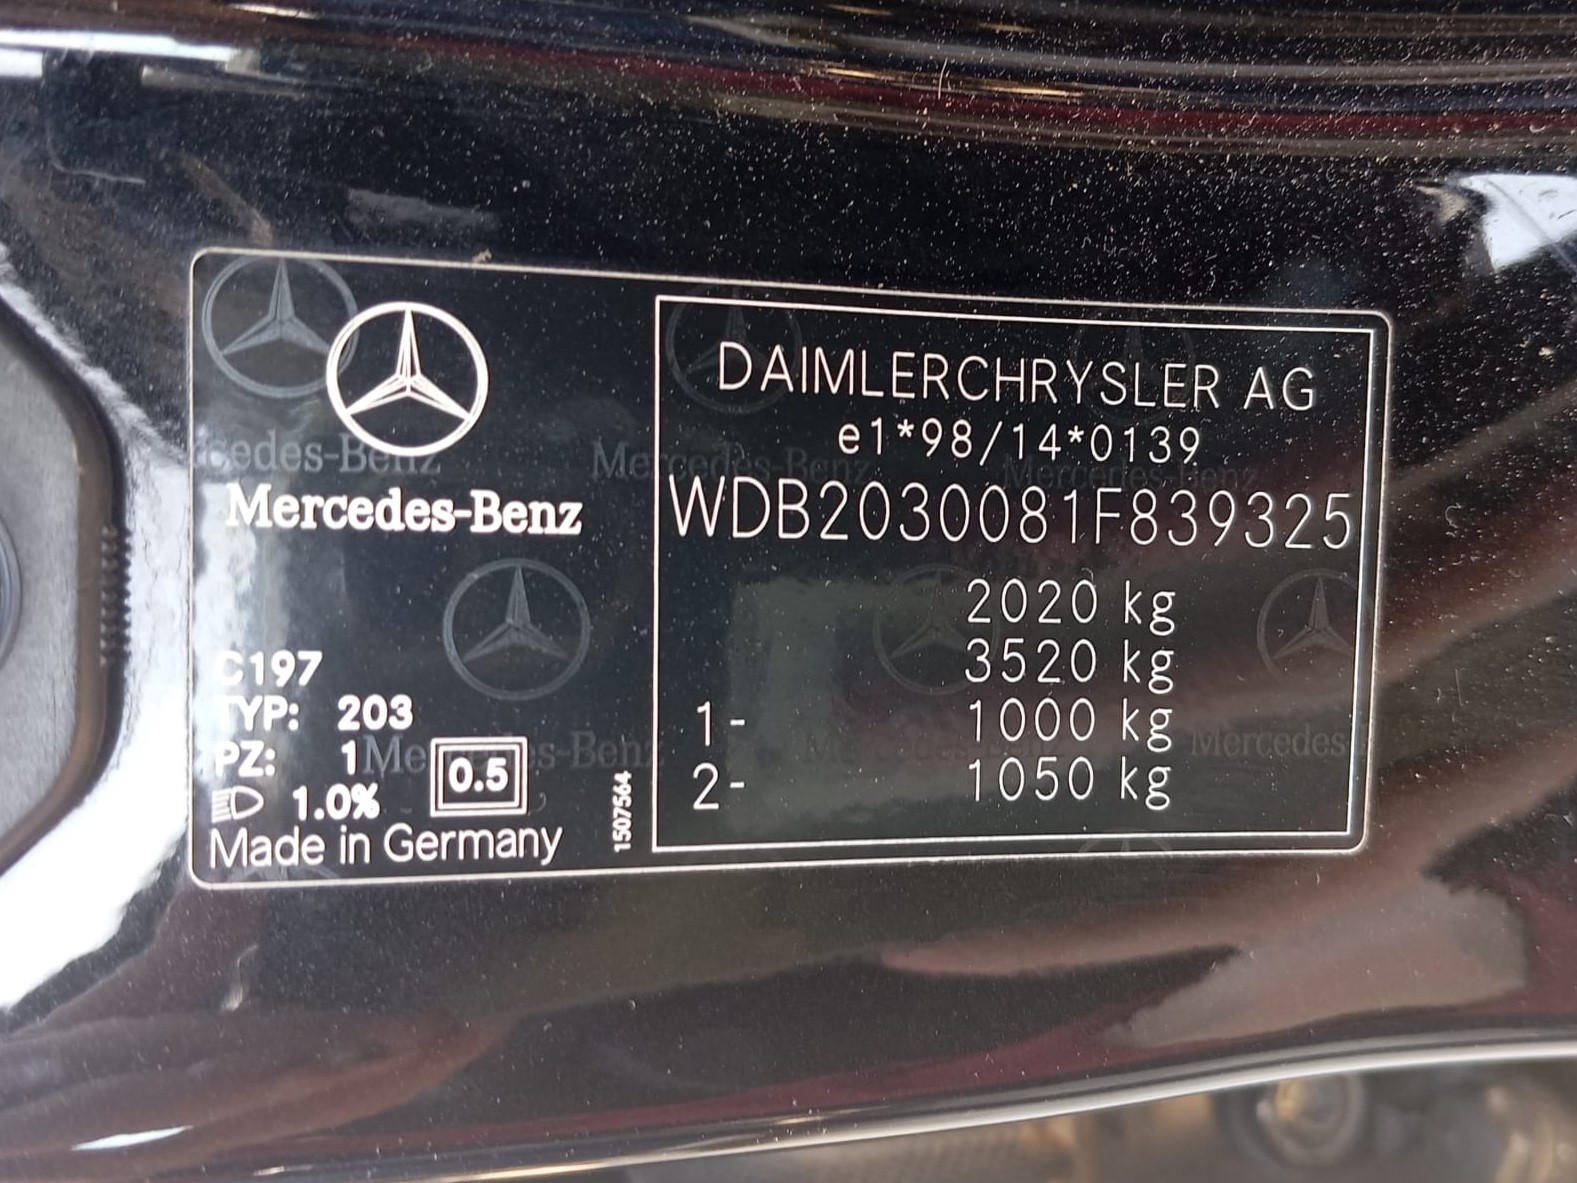 Mercedes-Benz
C197
TYP: 203
PZ: 1
1.0%
0.5
Made in Germany
1507564
DAIMLERCHRYSLER AG
e1*98/14*0139
WDB2030081F839325
2020 kg
3520 kg
1- 1000 kg
2- 1050 kg